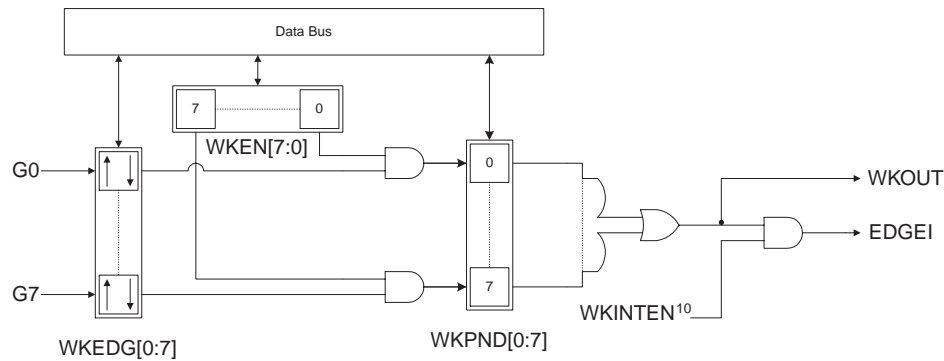 Data Bus
7 0
WKEN[7:0]
G0
0
WKOUT
EDGEI
G7
7
WKINTEN10
WKEDG[0:7]
WKPND[0:7]